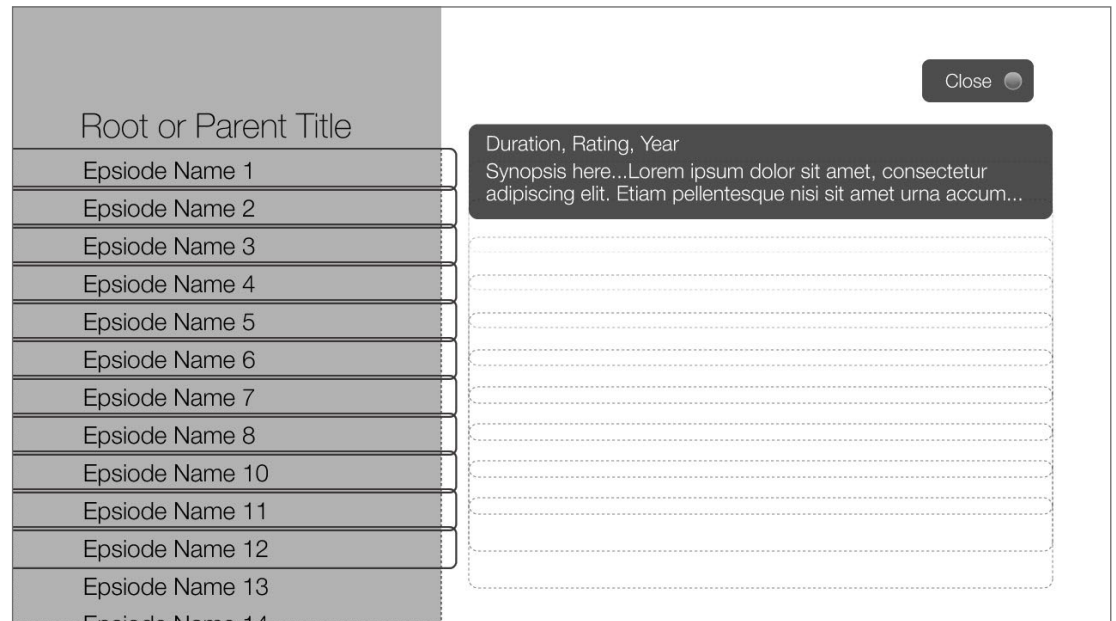 Close
Root or Parent Title
Duration, Rating, Year
Synopsis here...Lorem ipsum dolor sit amet, consectetur
adipiscing elit. Etiam pellentesque nisi sit amet urna accum...
Epsiode Name 1
Epsiode Name 2
Epsiode Name 3
Epsiode Name 4
Epsiode Name 5
Epsiode Name 6
Epsiode Name 7
Epsiode Name 8
Epsiode Name 10
Epsiode Name 11
Epsiode Name 12
Epsiode Name 13
Epsiode Name 14